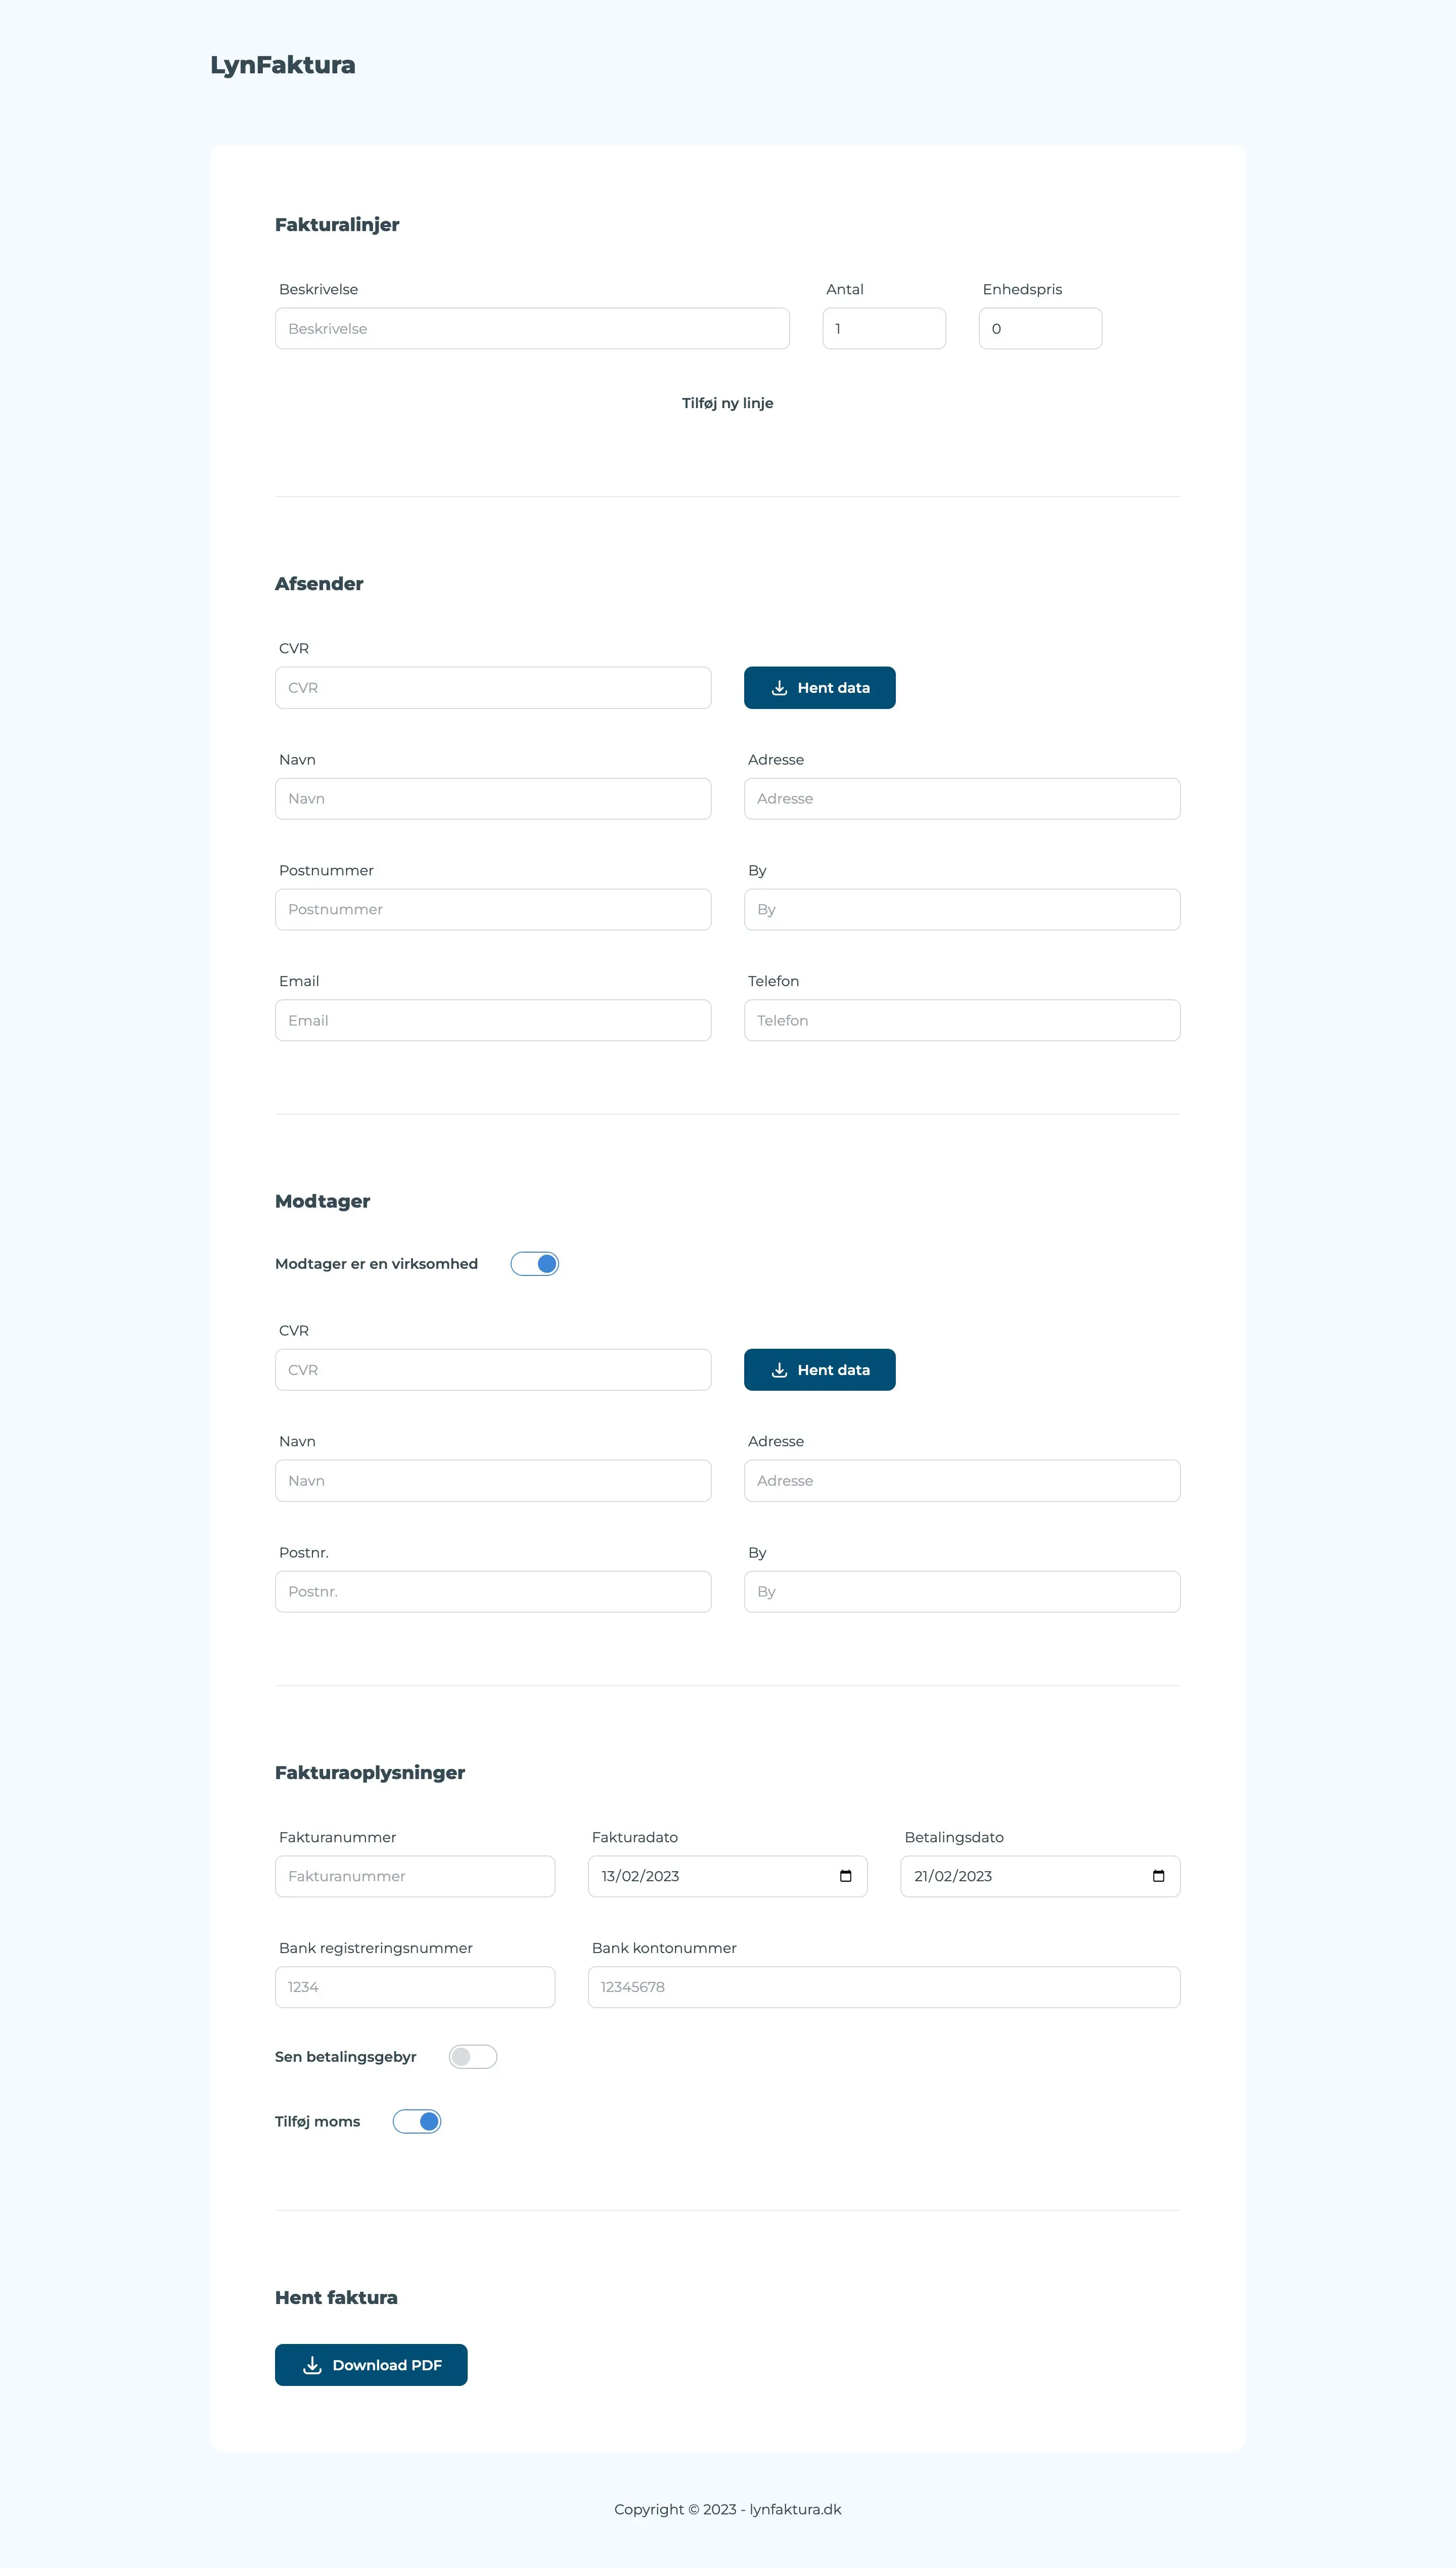 LynFaktura
Fakturalinjer
Beskrivelse Antal Enhedspris
Beskrivelse 1 0
Tilføj ny linje
Afsender
CVR
CVR Hent data
Navn Adresse
Navn Adresse
Postnummer By
Postnummer By
Email Telefon
Email Telefon
Modtager
Modtager er en virksomhed
CVR
CVR Hent data
Navn Adresse
Navn Adresse
Postnr. By
Postnr. By
Fakturaoplysninger
Fakturanummer Fakturadato Betalingsdato
Fakturanummer 13/02/2023 21/02/2023
Bank registreringsnummer Bank kontonummer
1234 12345678
Sen betalingsgebyr
Tilføj moms
Hent faktura
Download PDF
Copyright © 2023 - lynfaktura.dk